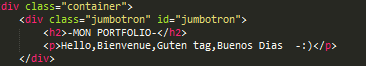 div class="container">
<div class="jumbotron" id="jumbotron">
<h2>-MON PORTFOLIO-</h2>
<p>Hello,Bienvenue,Guten tag,Buenos Dias  -:)</p>
</div>